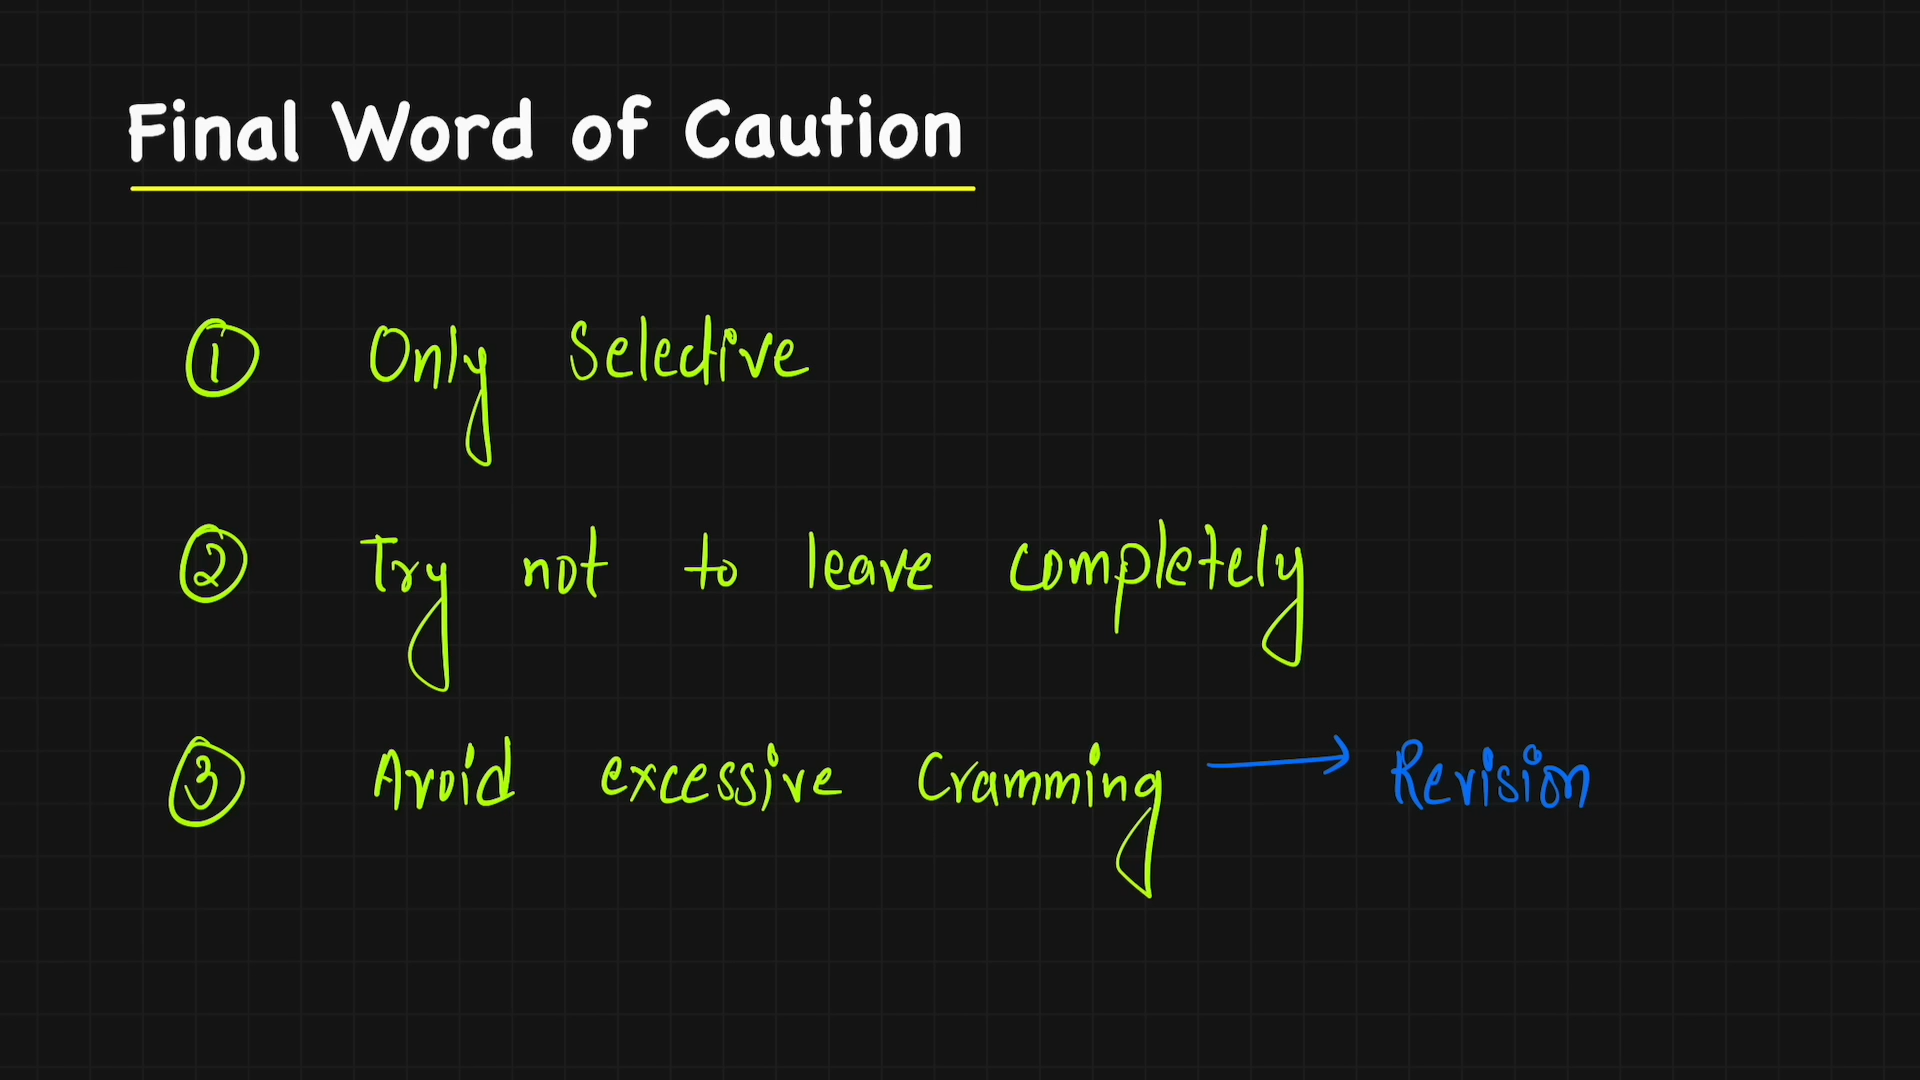 Final Word of Caution
① Only Selective
② Try not to leave completely
③ Avoid excessive Cramming → Revision